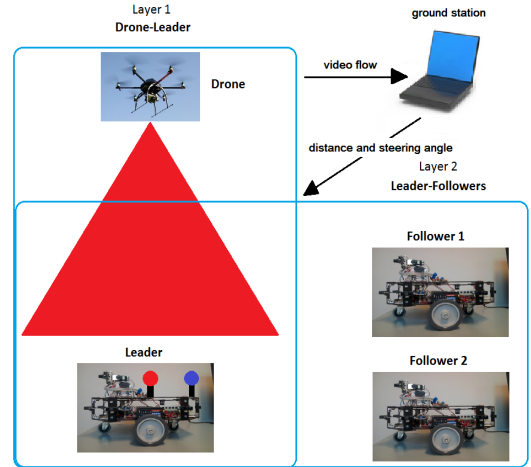 Layer 1
Drone-Leader
ground station
Drone
video flow
distance and steering angle
Layer 2
Leader-Followers
Follower 1
Leader
Follower 2